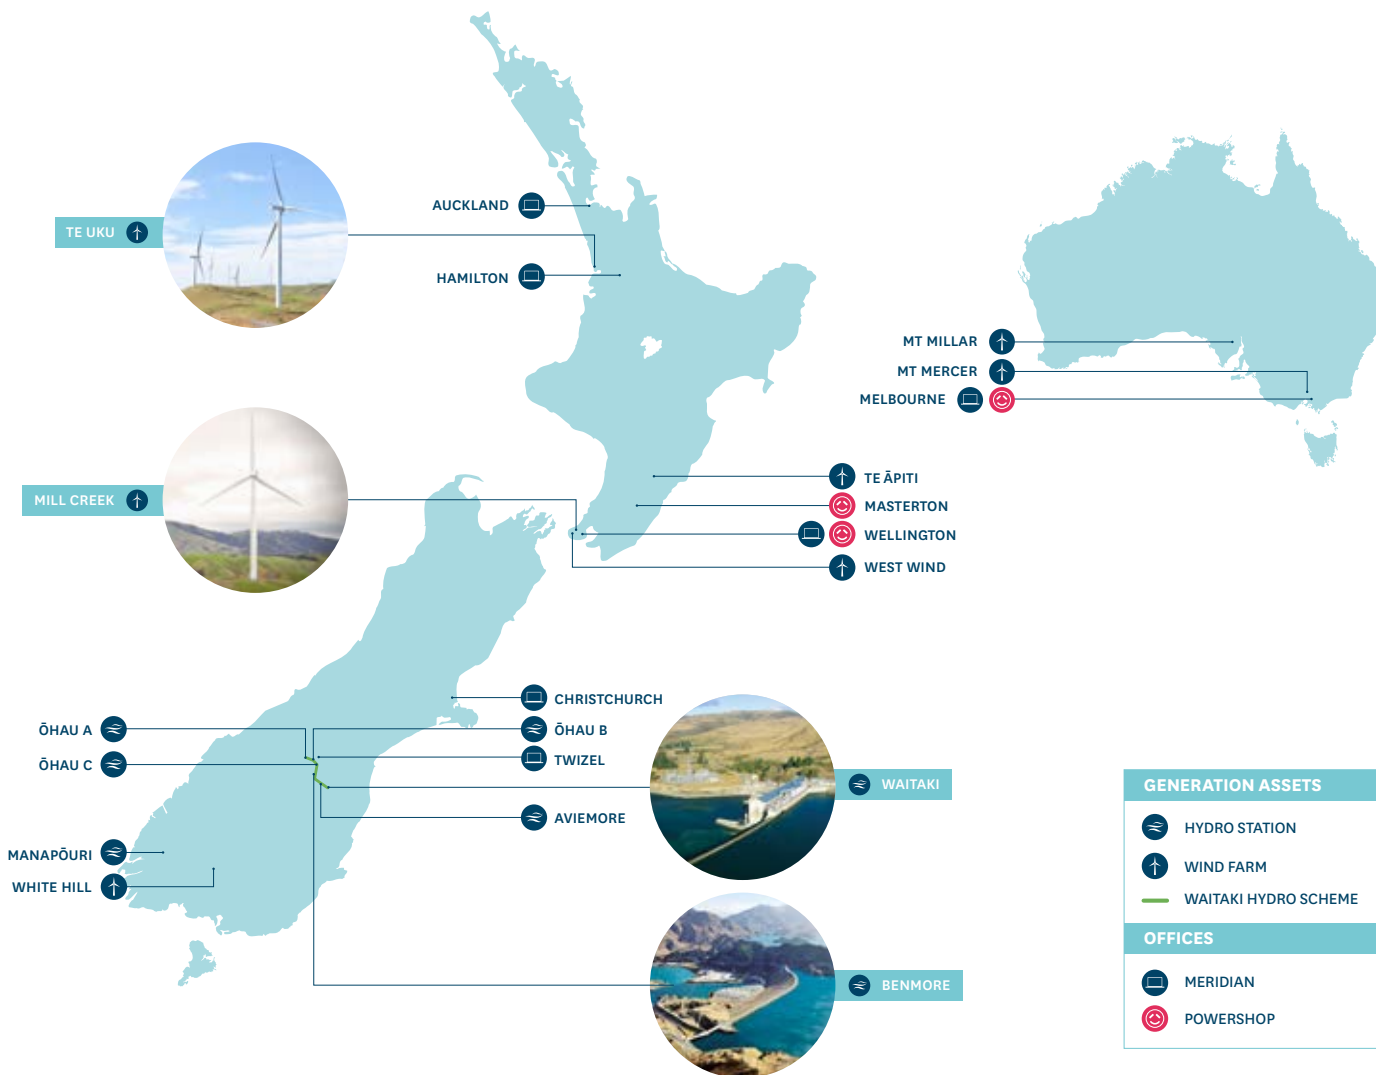 TE UKU
AUCKLAND
HAMILTON
MT MILLAR
MT MERCER
MELBOURNE
MILL CREEK
TE ĀPITI
MASTERTON
WELLINGTON
WEST WIND
CHRISTCHURCH
ŌHAU A
ŌHAU B
ŌHAU C
TWIZEL
WAITAKI
AVIEMORE
MANAPŌURI
WHITE HILL
BENMORE
GENERATION ASSETS
HYDRO STATION
WIND FARM
WAITAKI HYDRO SCHEME
OFFICES
MERIDIAN
POWERSHOP